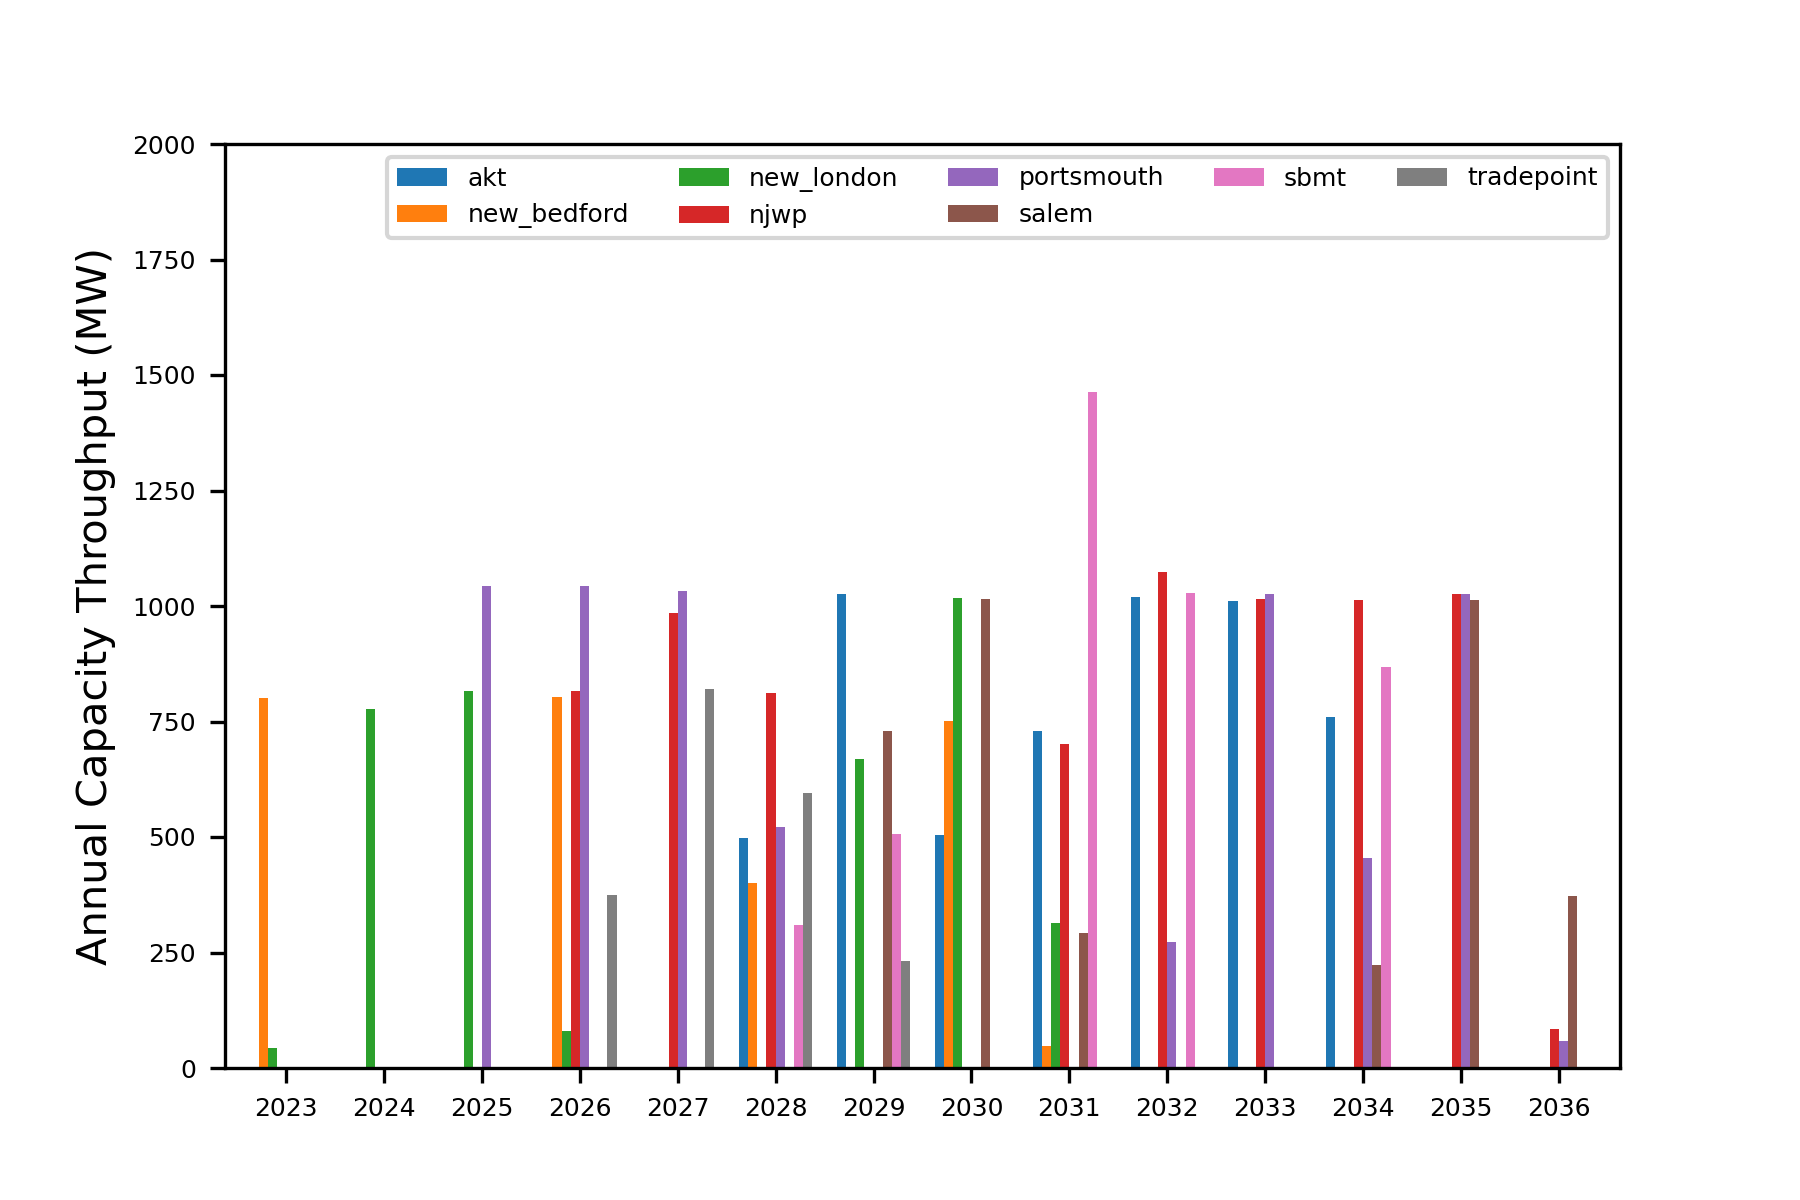 Annual Capacity Throughput (MW)
2000
1750
1500
1250
1000
750
500
250
0
akt new_london portsmouth sbmt tradepoint
new_bedford njwp salem
2023 2024 2025 2026 2027 2028 2029 2030 2031 2032 2033 2034 2035 2036